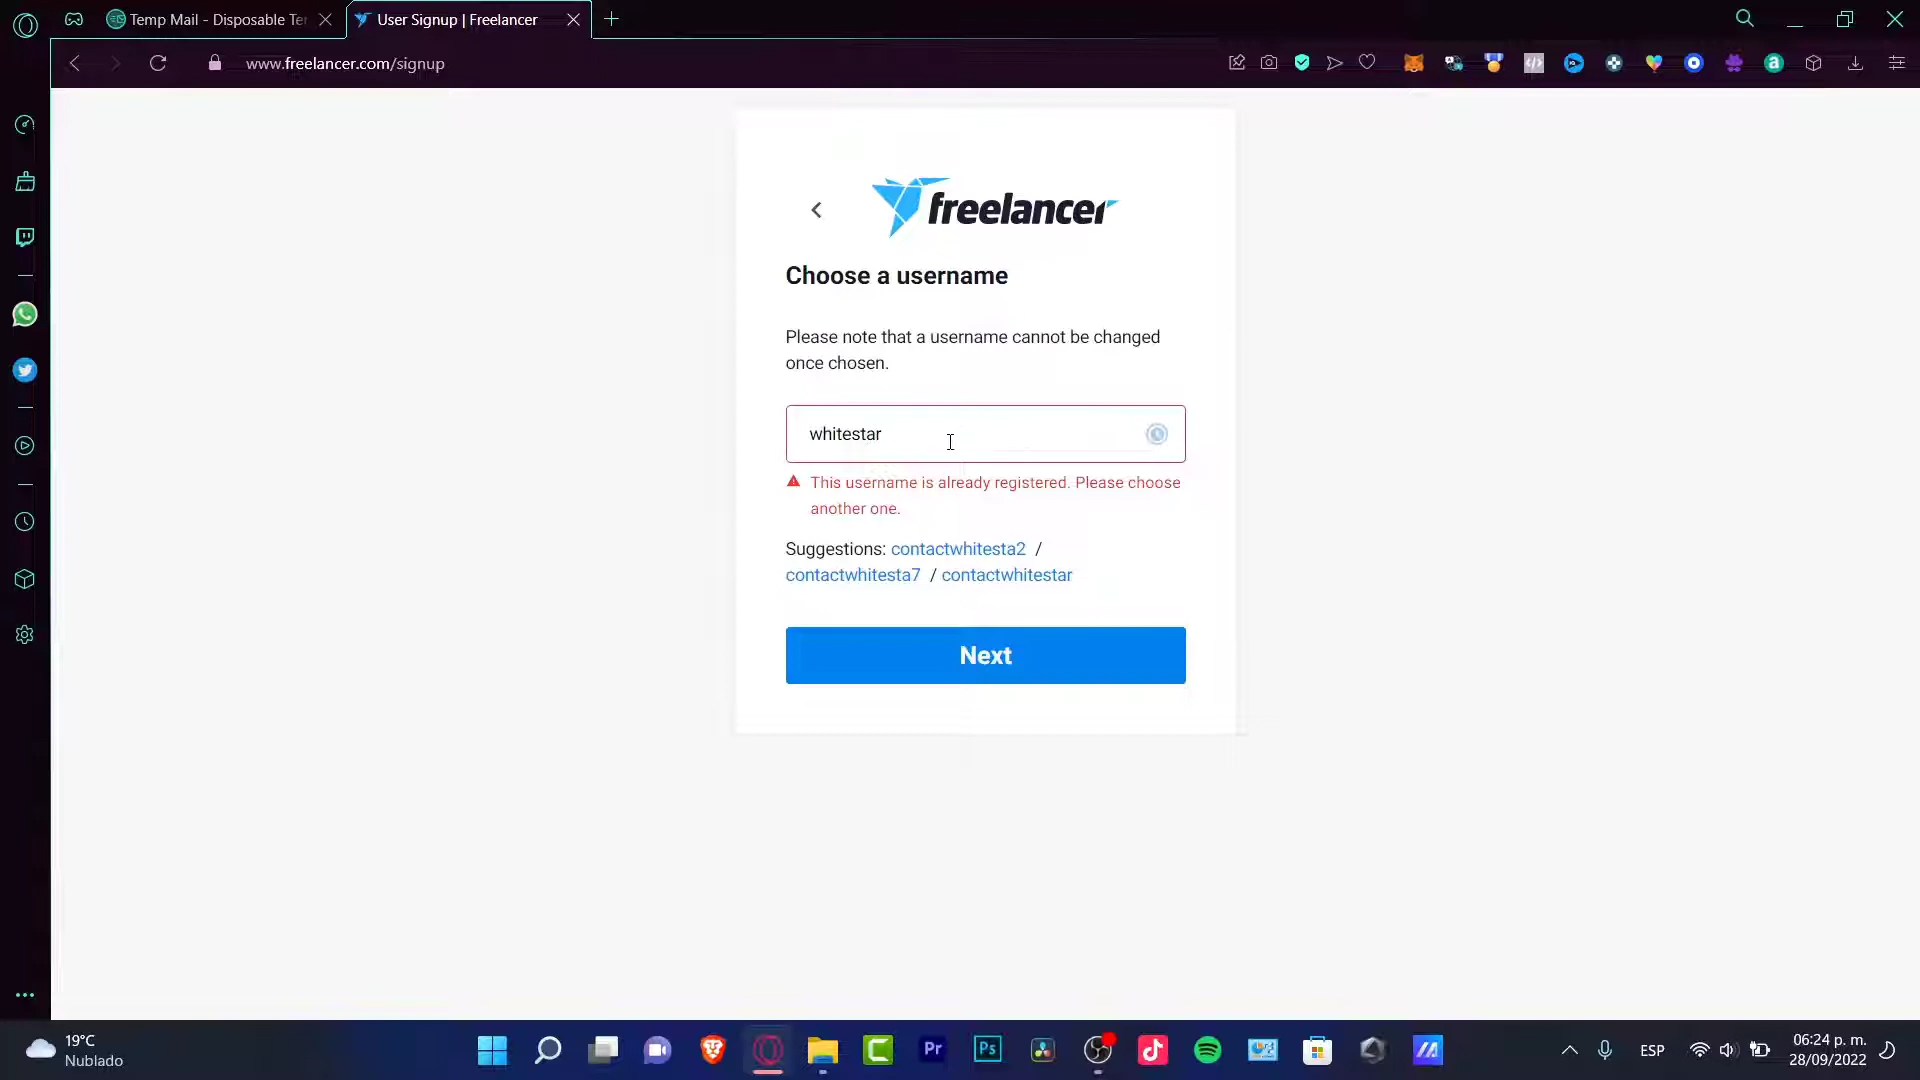 Temp Mail - Disposable Te
User Signup | Freelancer
www.freelancer.com/signup
freelancer
Choose a username
Please note that a username cannot be changed
once chosen.
whitestar
This username is already registered. Please choose
another one.
Suggestions: contactwhitesta2 /
contactwhitesta7 / contactwhitestar
Next
19°C
Nublado
Pr
Ps
ESP
06:24 p. m.
28/09/2022